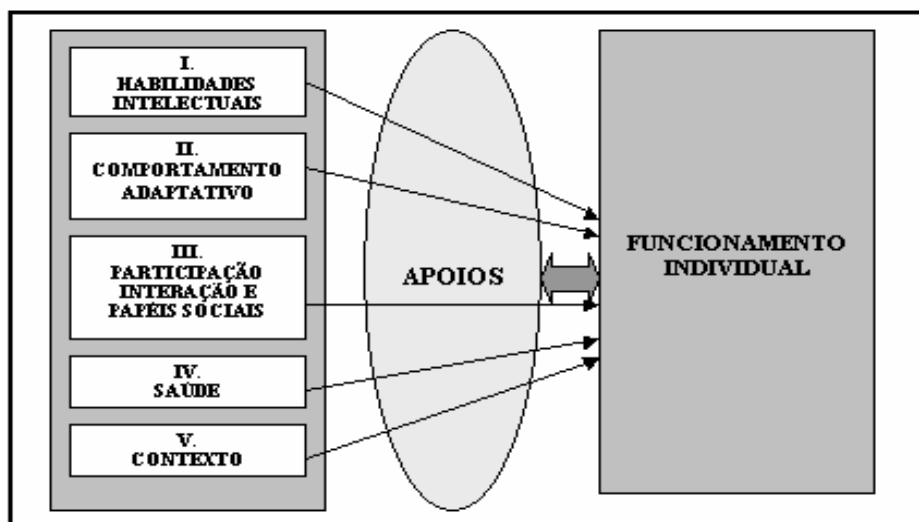 I.
HABILIDADES
INTELECTUAIS
II.
COMPORTAMENTO
ADAPTATIVO
III.
PARTICIPAÇÃO
INTERAÇÃO E
PAPÉIS SOCIAIS
IV.
SAÚDE
V.
CONTEXTO
APOIOS
FUNCIONAMENTO
INDIVIDUAL